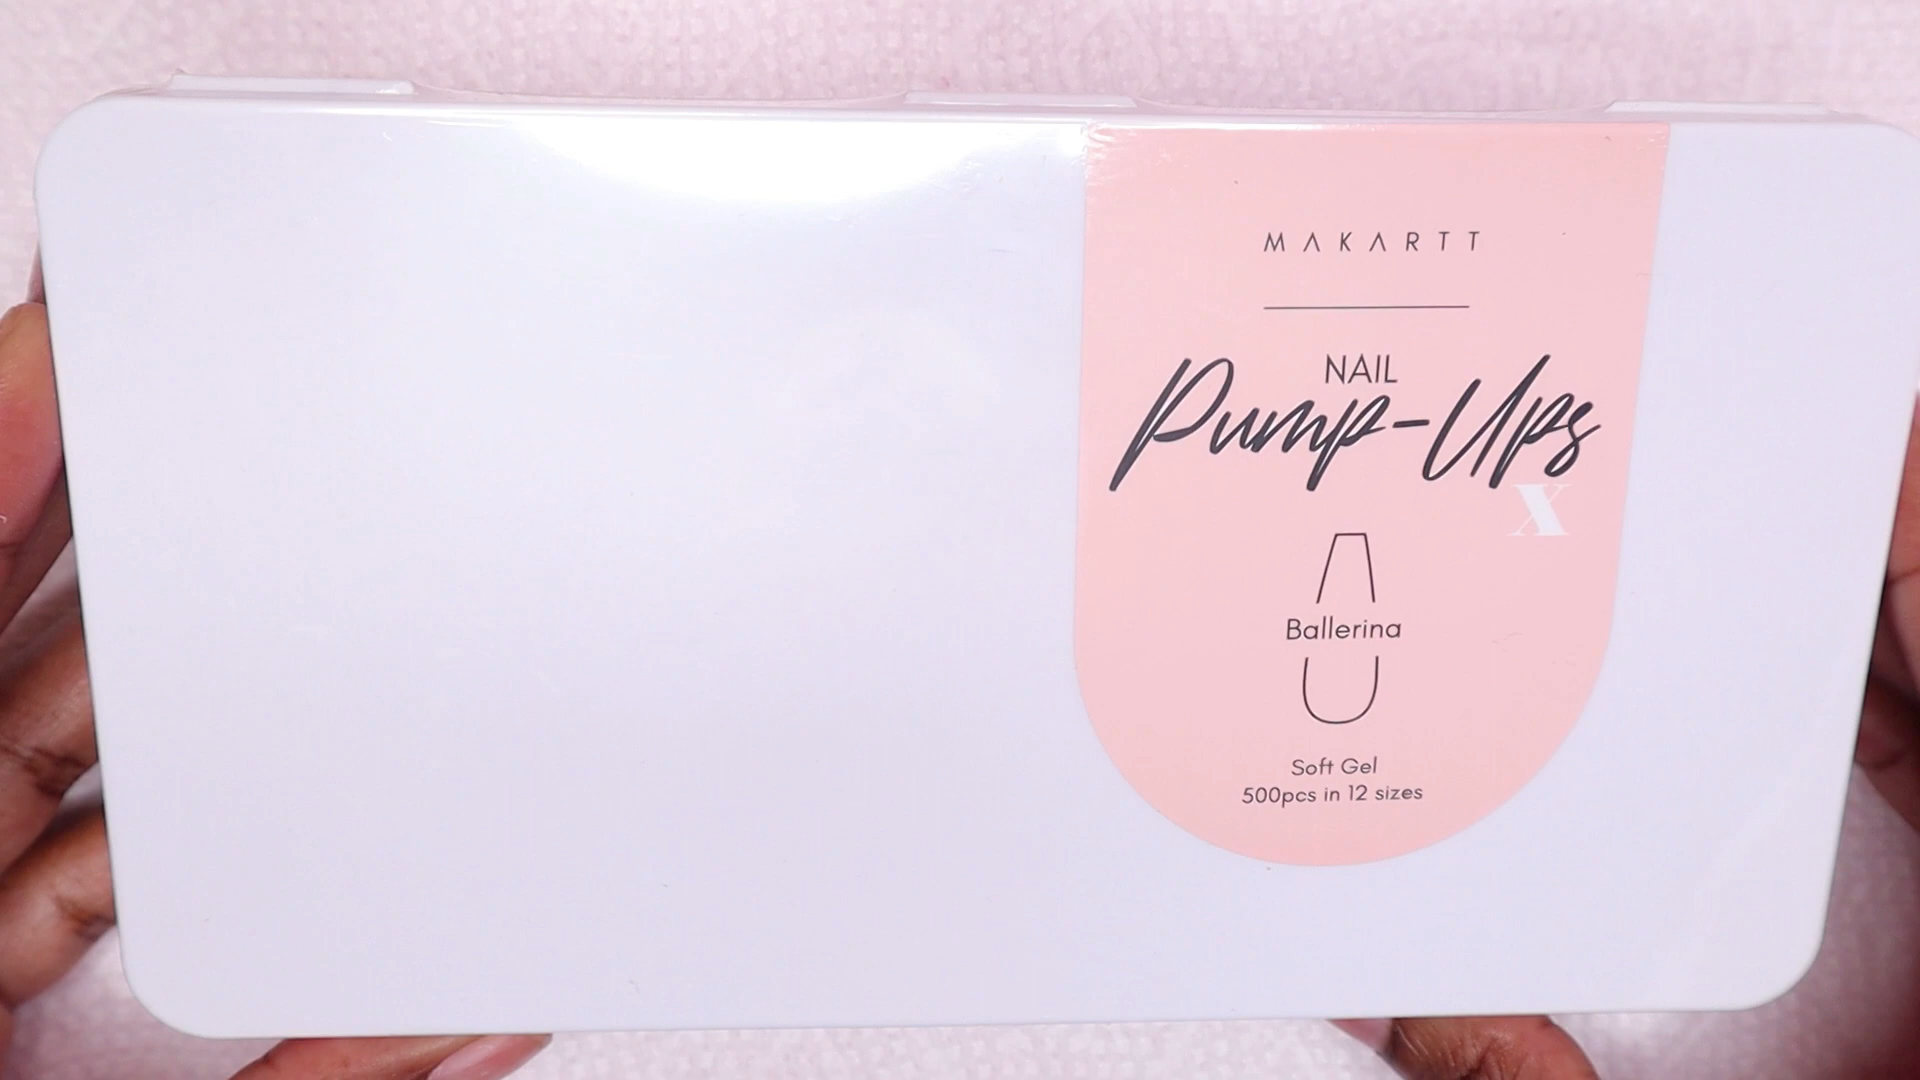 MAKARTT
NAIL
Pump-Ups
X
Ballerina
Soft Gel
500pcs in 12 sizes